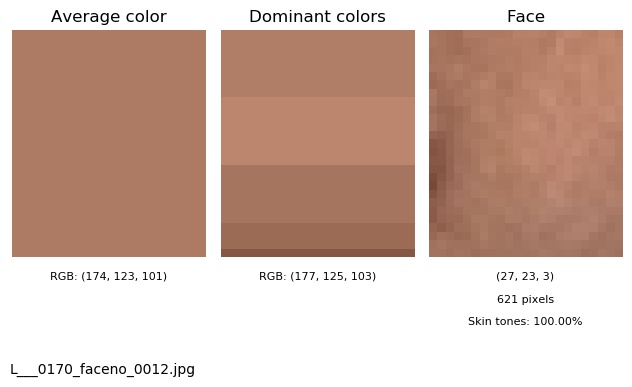 Average color
Dominant colors
Face
RGB: (174, 123, 101)
RGB: (177, 125, 103)
(27, 23, 3)
621 pixels
Skin tones: 100.00%
L___0170_faceno_0012.jpg